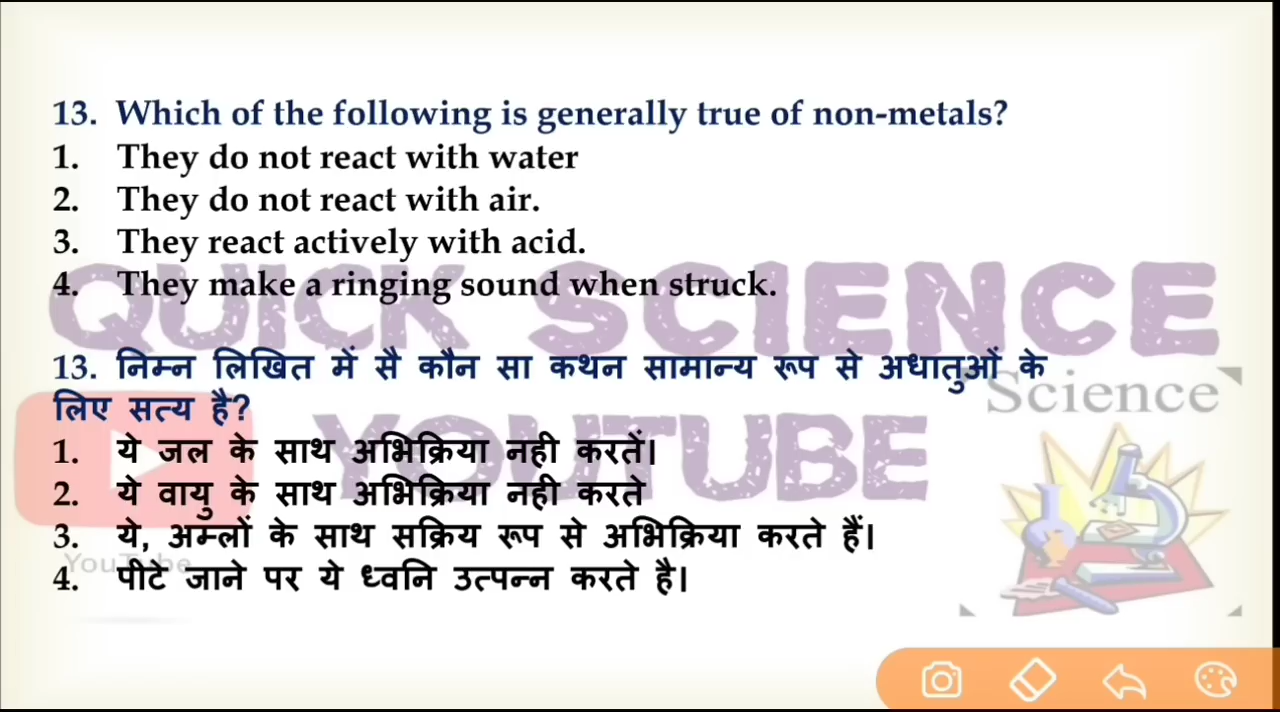 13. Which of the following is generally true of non-metals?
1. They do not react with water
2. They do not react with air.
3. They react actively with acid.
4. They make a ringing sound when struck.
QUICK SCIENCE
13. निम्न लिखित में सै कौन सा कथन सामान्य रूप से अधातुओं के
लिए सत्य है?
Science
YOUTUBE
1. ये जल के साथ अभिक्रिया नही करतें।
2. ये वायु के साथ अभिक्रिया नही करते
3. ये, अम्लों के साथ सक्रिय रूप से अभिक्रिया करते हैं।
YouTube
4. पीटे जाने पर ये ध्वनि उत्पन्न करते है।